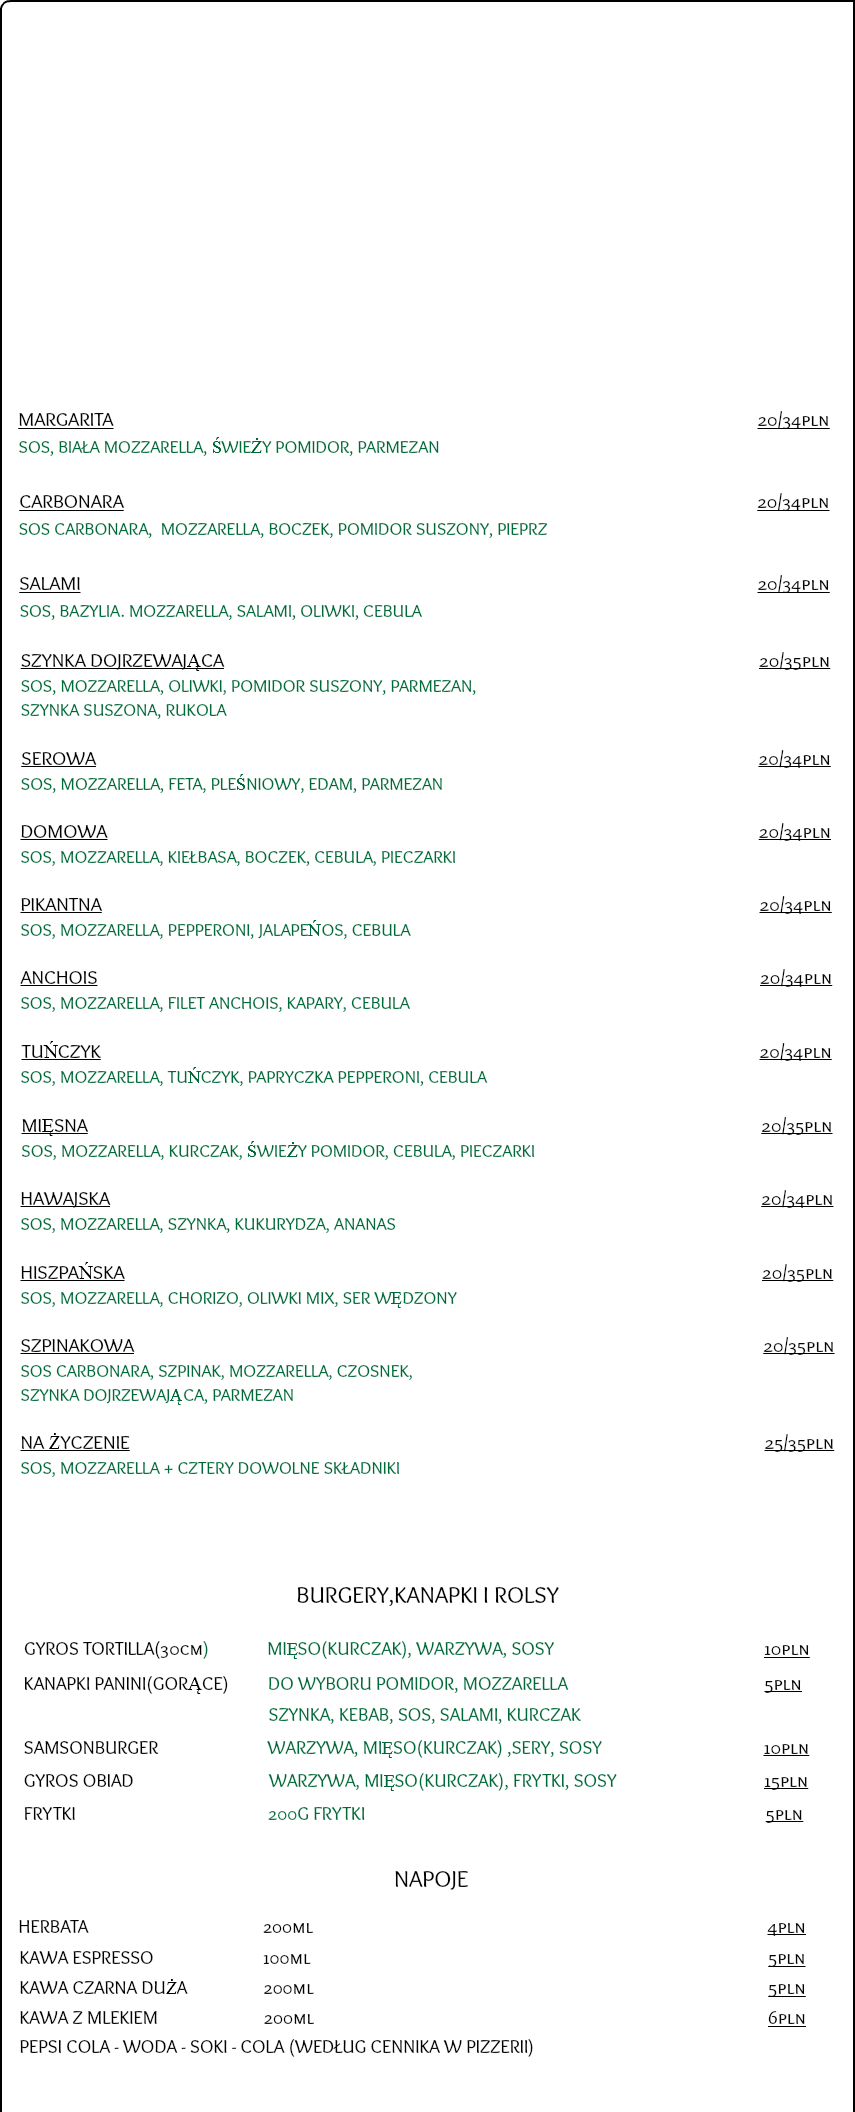 MARGARITA 20/34PLN
SOS, BIAŁA MOZZARELLA, ŚWIEŻY POMIDOR, PARMEZAN
CARBONARA 20/34PLN
SOS CARBONARA, MOZZARELLA, BOCZEK, POMIDOR SUSZONY, PIEPRZ
SALAMI 20/34PLN
SOS, BAZYLIA. MOZZARELLA, SALAMI, OLIWKI, CEBULA
SZYNKA DOJRZEWAJĄCA 20/35PLN
SOS, MOZZARELLA, OLIWKI, POMIDOR SUSZONY, PARMEZAN,
SZYNKA SUSZONA, RUKOLA
SEROWA 20/34PLN
SOS, MOZZARELLA, FETA, PLEŚNIOWY, EDAM, PARMEZAN
DOMOWA 20/34PLN
SOS, MOZZARELLA, KIEŁBASA, BOCZEK, CEBULA, PIECZARKI
PIKANTNA 20/34PLN
SOS, MOZZARELLA, PEPPERONI, JALAPEŃOS, CEBULA
ANCHOIS 20/34PLN
SOS, MOZZARELLA, FILET ANCHOIS, KAPARY, CEBULA
TUŃCZYK 20/34PLN
SOS, MOZZARELLA, TUŃCZYK, PAPRYCZKA PEPPERONI, CEBULA
MIĘSNA 20/35PLN
SOS, MOZZARELLA, KURCZAK, ŚWIEŻY POMIDOR, CEBULA, PIECZARKI
HAWAJSKA 20/34PLN
SOS, MOZZARELLA, SZYNKA, KUKURYDZA, ANANAS
HISZPAŃSKA 20/35PLN
SOS, MOZZARELLA, CHORIZO, OLIWKI MIX, SER WĘDZONY
SZPINAKOWA 20/35PLN
SOS CARBONARA, SZPINAK, MOZZARELLA, CZOSNEK,
SZYNKA DOJRZEWAJĄCA, PARMEZAN
NA ŻYCZENIE 25/35PLN
SOS, MOZZARELLA + CZTERY DOWOLNE SKŁADNIKI
BURGERY,KANAPKI I ROLSY
GYROS TORTILLA(30CM) MIĘSO(KURCZAK), WARZYWA, SOSY 10PLN
KANAPKI PANINI(GORĄCE) DO WYBORU POMIDOR, MOZZARELLA 5PLN
SZYNKA, KEBAB, SOS, SALAMI, KURCZAK
SAMSONBURGER WARZYWA, MIĘSO(KURCZAK) ,SERY, SOSY 10PLN
GYROS OBIAD WARZYWA, MIĘSO(KURCZAK), FRYTKI, SOSY 15PLN
FRYTKI 200G FRYTKI 5PLN
NAPOJE
HERBATA 200ML 4PLN
KAWA ESPRESSO 100ML 5PLN
KAWA CZARNA DUŻA 200ML 5PLN
KAWA Z MLEKIEM 200ML 6PLN
PEPSI COLA - WODA - SOKI - COLA (WEDŁUG CENNIKA W PIZZERII)